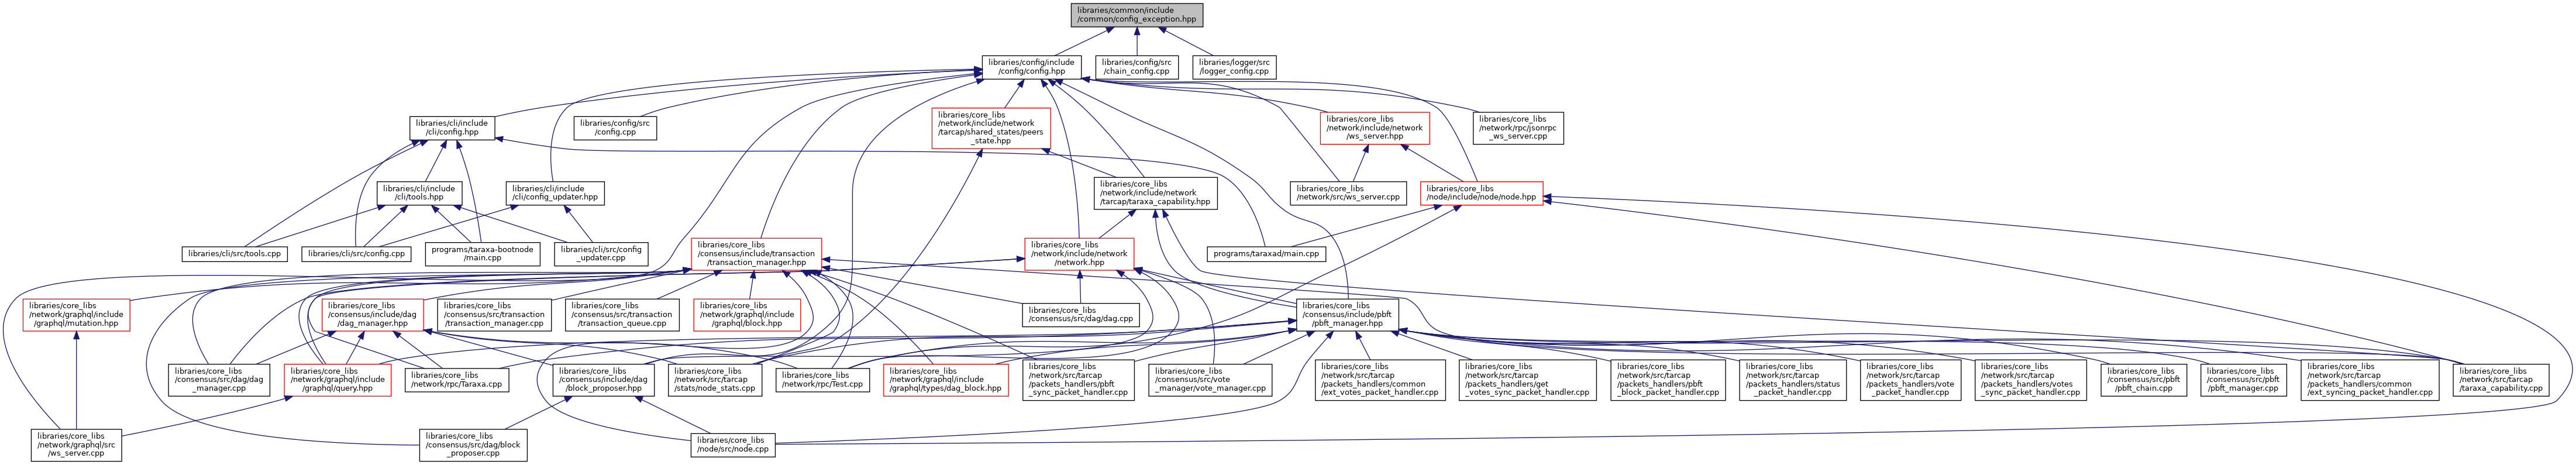 libraries/common/include
/common/config_exception.hpp
libraries/config/include
/config/config.hpp
libraries/config/src
/chain_config.cpp
libraries/logger/src
/logger_config.cpp
libraries/cli/include
/cli/config.hpp
libraries/config/src
/config.cpp
libraries/core_libs
/network/include/network
/tarcap/shared_states/peers
_state.hpp
libraries/core_libs
/network/include/network
/ws_server.hpp
libraries/core_libs
/network/rpc/jsonrpc
_ws_server.cpp
libraries/cli/include
/cli/tools.hpp
libraries/cli/include
/cli/config_updater.hpp
libraries/core_libs
/network/include/network
/tarcap/taraxa_capability.hpp
libraries/core_libs
/network/src/ws_server.cpp
libraries/core_libs
/node/include/node/node.hpp
libraries/cli/src/tools.cpp
libraries/cli/src/config.cpp
programs/taraxa-bootnode
/main.cpp
libraries/cli/src/config
_updater.cpp
libraries/core_libs
/consensus/include/transaction
/transaction_manager.hpp
libraries/core_libs
/network/include/network
/network.hpp
programs/taraxad/main.cpp
libraries/core_libs
/network/graphql/include
/graphql/mutation.hpp
libraries/core_libs
/consensus/include/dag
/dag_manager.hpp
libraries/core_libs
/consensus/src/transaction
/transaction_manager.cpp
libraries/core_libs
/consensus/src/transaction
/transaction_queue.cpp
libraries/core_libs
/network/graphql/include
/graphql/block.hpp
libraries/core_libs
/consensus/src/dag/dag.cpp
libraries/core_libs
/consensus/include/pbft
/pbft_manager.hpp
libraries/core_libs
/consensus/src/dag/dag
_manager.cpp
libraries/core_libs
/network/graphql/include
/graphql/query.hpp
libraries/core_libs
/network/rpc/Taraxa.cpp
libraries/core_libs
/consensus/include/dag
/block_proposer.hpp
libraries/core_libs
/network/src/tarcap
/stats/node_stats.cpp
libraries/core_libs
/network/rpc/Test.cpp
libraries/core_libs
/network/graphql/include
/graphql/types/dag_block.hpp
libraries/core_libs
/network/src/tarcap
/packets_handlers/pbft
_sync_packet_handler.cpp
libraries/core_libs
/consensus/src/vote
_manager/vote_manager.cpp
libraries/core_libs
/network/src/tarcap
/packets_handlers/common
/ext_votes_packet_handler.cpp
libraries/core_libs
/network/src/tarcap
/packets_handlers/get
_votes_sync_packet_handler.cpp
libraries/core_libs
/network/src/tarcap
/packets_handlers/pbft
_block_packet_handler.cpp
libraries/core_libs
/network/src/tarcap
/packets_handlers/status
_packet_handler.cpp
libraries/core_libs
/network/src/tarcap
/packets_handlers/vote
_packet_handler.cpp
libraries/core_libs
/network/src/tarcap
/packets_handlers/votes
_sync_packet_handler.cpp
libraries/core_libs
/consensus/src/pbft
/pbft_chain.cpp
libraries/core_libs
/consensus/src/pbft
/pbft_manager.cpp
libraries/core_libs
/network/src/tarcap
/packets_handlers/common
/ext_syncing_packet_handler.cpp
libraries/core_libs
/network/src/tarcap
/taraxa_capability.cpp
libraries/core_libs
/network/graphql/src
/ws_server.cpp
libraries/core_libs
/consensus/src/dag/block
_proposer.cpp
libraries/core_libs
/node/src/node.cpp